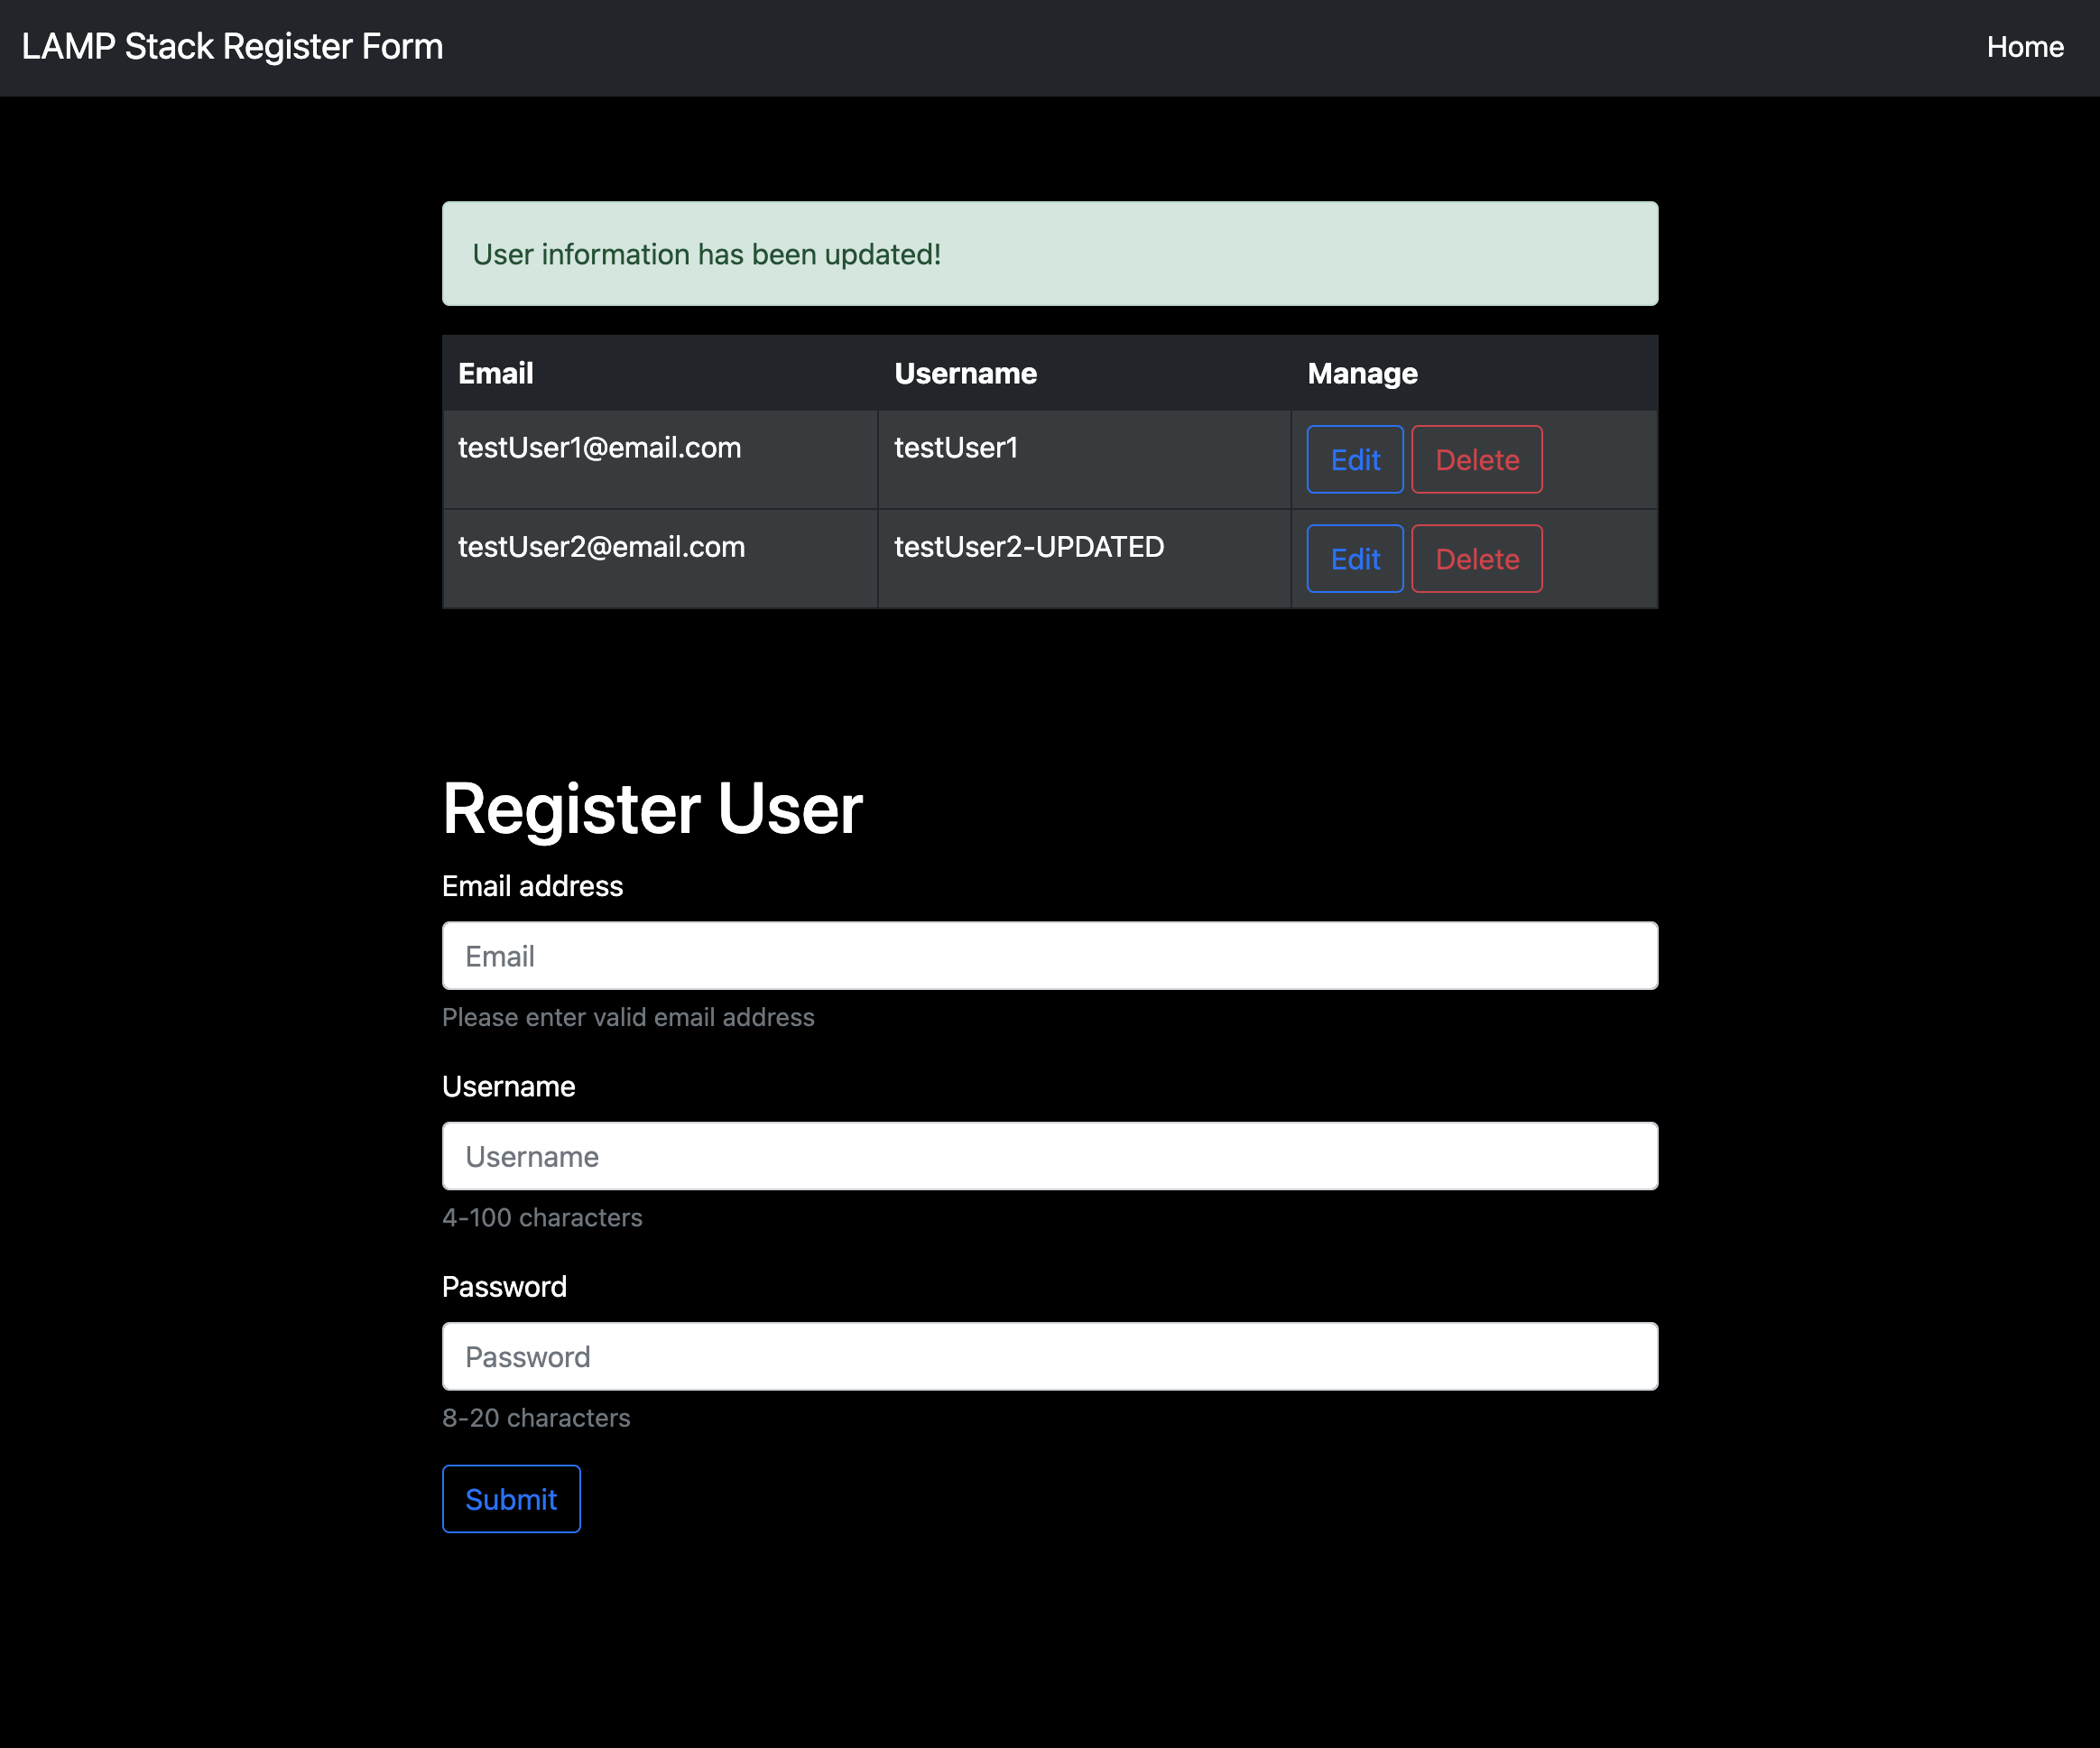 LAMP Stack Register Form Home
User information has been updated!
Email Username Manage
testUser1@email.com testUser1 Edit Delete
testUser2@email.com testUser2-UPDATED Edit Delete
Register User
Email address
Email
Please enter valid email address
Username
Username
4-100 characters
Password
Password
8-20 characters
Submit